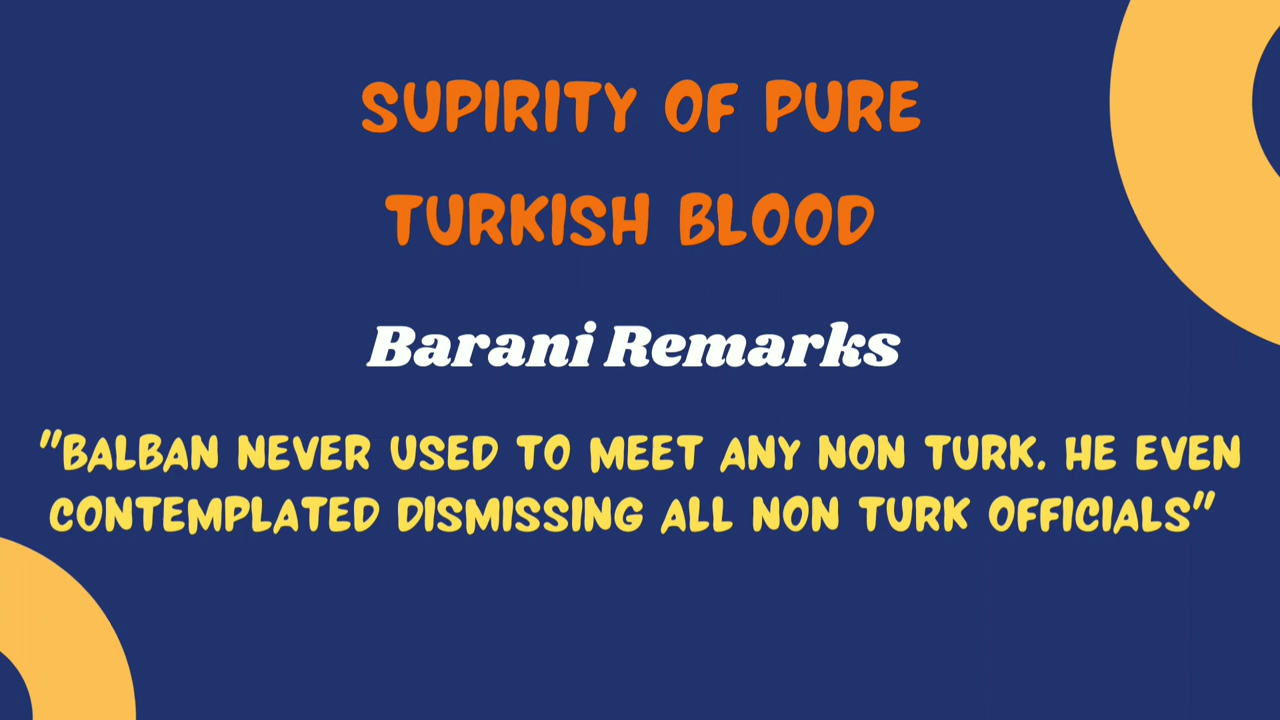 SUPIRITY OF PURE
TURKISH BLOOD
Barani Remarks
"BALBAN NEVER USED TO MEET ANY NON TURK. HE EVEN
CONTEMPLATED DISMISSING ALL NON TURK OFFICIALS"